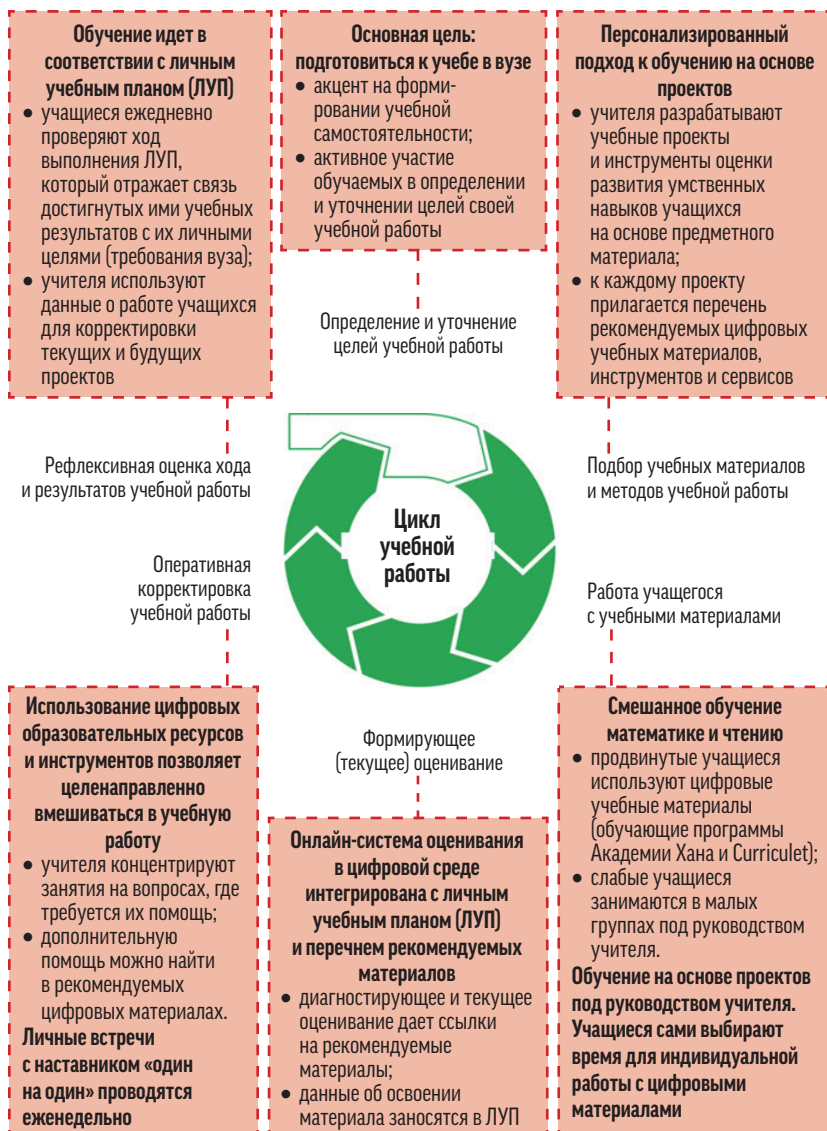 Обучение идет в
соответствии с личным
учебным планом (ЛУП)
• учащиеся ежедневно
проверяют ход
выполнения ЛУП,
который отражает связь
достигнутых ими учебных
результатов с их личными
целями (требования вуза);
• учителя используют
данные о работе учащихся
для корректировки
текущих и будущих
проектов
Основная цель:
подготовиться к учебе в вузе
• акцент на форми-
ровании учебной
самостоятельности;
• активное участие
обучаемых в определении
и уточнении целей своей
учебной работы
Персонализированный
подход к обучению на основе
проектов
• учителя разрабатывают
учебные проекты
и инструменты оценки
развития умственных
навыков учащихся
на основе предметного
материала;
• к каждому проекту
прилагается перечень
рекомендуемых цифровых
учебных материалов,
инструментов и сервисов
Определение и уточнение
целей учебной работы
Рефлексивная оценка хода
и результатов учебной работы
Подбор учебных материалов
и методов учебной работы
Цикл
учебной
работы
Оперативная
корректировка
учебной работы
Работа учащегося
с учебными материалами
Формирующее
(текущее) оценивание
Использование цифровых
образовательных ресурсов
и инструментов позволяет
целенаправленно
вмешиваться в учебную
работу
• учителя концентрируют
занятия на вопросах, где
требуется их помощь;
• дополнительную
помощь можно найти
в рекомендуемых
цифровых материалах.
Личные встречи
с наставником «один
на один» проводятся
еженедельно
Онлайн-система оценивания
в цифровой среде
интегрирована с личным
учебным планом (ЛУП)
и перечнем рекомендуемых
материалов
• диагностирующее и текущее
оценивание дает ссылки
на рекомендуемые
материалы;
• данные об освоении
материала заносятся в ЛУП
Смешанное обучение
математике и чтению
• продвинутые учащиеся
используют цифровые
учебные материалы
(обучающие программы
Академии Хана и Curriculet);
• слабые учащиеся
занимаются в малых
группах под руководством
учителя.
Обучение на основе проектов
под руководством учителя.
Учащиеся сами выбирают
время для индивидуальной
работы с цифровыми
материалами